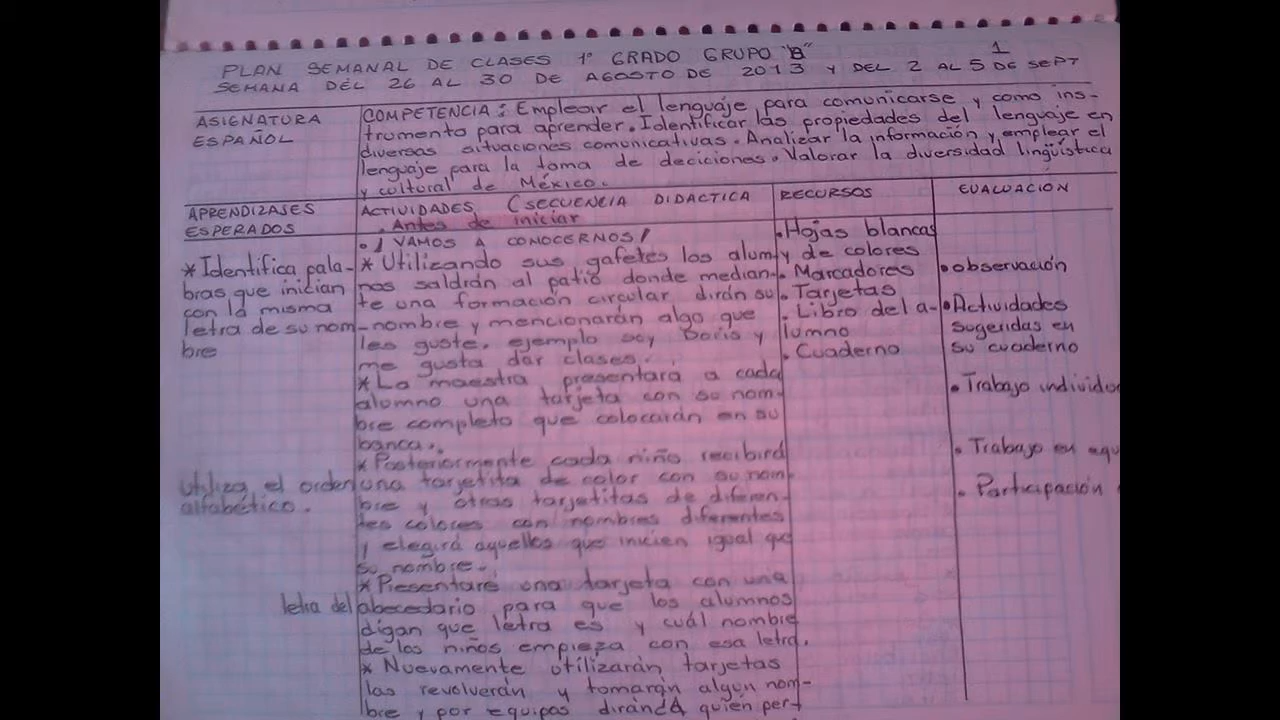 1
PLAN SEMANAL DE CLASES 1° GRADO GRUPO "B"
SEMANA DEL 26 AL 30 DE AGOSTO DE 2013 Y DEL 2 AL 5 DE SEPT
ASIGNATURA
ESPAÑOL
COMPETENCIA: Emplear el lenguaje para comunicarse y como ins-
trumento para aprender. Identificar las propiedades del lenguaje en
diversas situaciones comunicativas. Analizar la información y emplear el
lenguaje para la toma de deciciones. Valorar la diversidad lingüística
y cultural de México.
APRENDIZAJES
ESPERADOS
* Identifica pala-
bras que inician
con la misma
letra de su nom-
bre
Utiliza el orden
alfabético.
ACTIVIDADES (SECUENCIA DIDACTICA
. Antes de iniciar
• ¡VAMOS A CONOCERNOS!
* Utilizando sus gafetes los alum
nos saldrán al patio donde median-
te una formación circular dirán su
nombre y mencionarán algo que
les guste. ejemplo soy Doris y
me gusta dar clases.
* La maestra presentara a cada
alumno una tarjeta con su nom-
bre completo que colocarán en su
banca..
* Posteriormente cada niño recibirá
una tarjetita de color con su nom-
bre y otras tarjetitas de diferen-
tes colores con nombres diferentes
y elegirá aquellos que inicien igual que
su nombre..
* Presentaré una tarjeta con una
letra del abecedario para que los alumnos
digan que letra es y cuál nombre
de los niños empieza con esa letra.
* Nuevamente utilizarán tarjetas
las revolverán y tomarán algún nom-
bre y por equipos dirán a quién per-
RECURSOS
. Hojas blancas
y de colores
. Marcadores
. Tarjetas
. Libro del a-
lumno
. Cuaderno
EVALUACIÓN
• observación
• Actividades
sugeridas en
su cuaderno
• Trabajo individua
• Trabajo en equ
• Participación